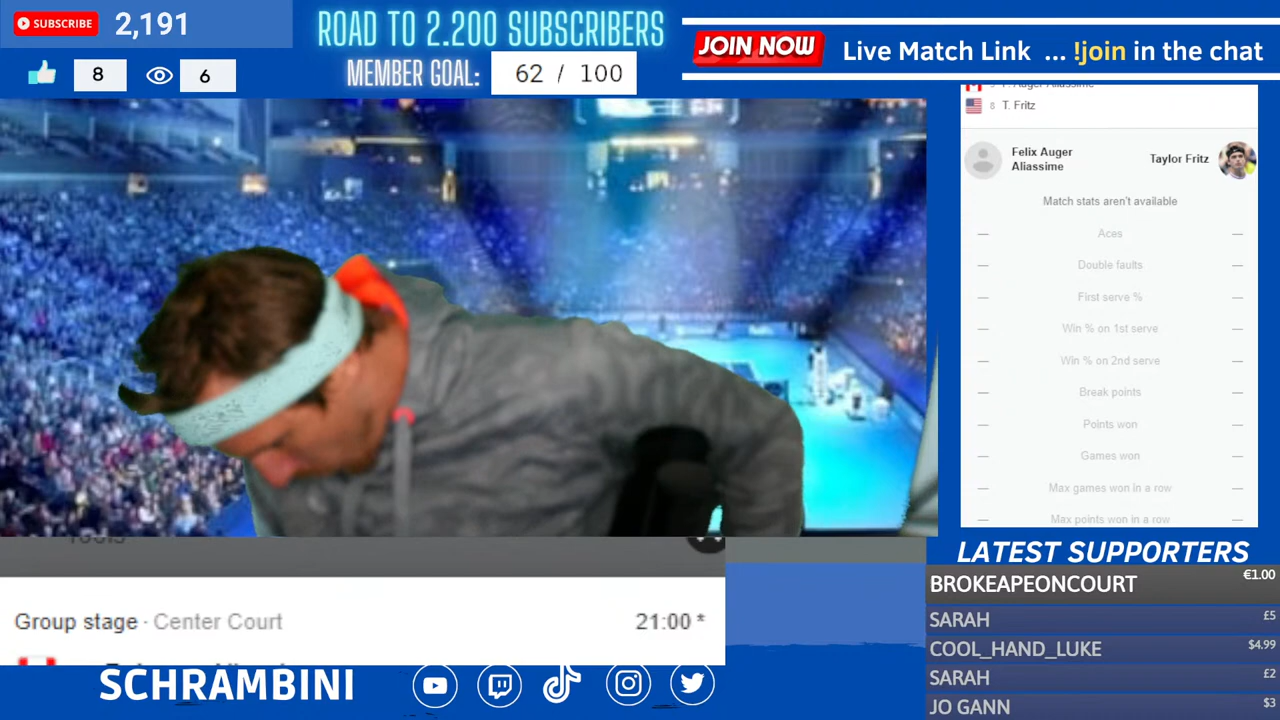 SUBSCRIBE 2,191
8 6
ROAD TO 2.200 SUBSCRIBERS
MEMBER GOAL: 62 / 100
JOIN NOW Live Match Link ... !join in the chat
8 T. Fritz
Felix Auger
Aliassime
Taylor Fritz
Match stats aren't available
— Aces —
— Double faults —
— First serve % —
— Win % on 1st serve —
— Win % on 2nd serve —
— Break points —
— Points won —
— Games won —
— Max games won in a row —
— Max points won in a row —
Group stage · Center Court 21:00 *
LATEST SUPPORTERS
BROKEAPEONCOURT €1.00
SARAH £5
COOL_HAND_LUKE $4.99
SARAH £2
JO GANN $3
SCHRAMBINI